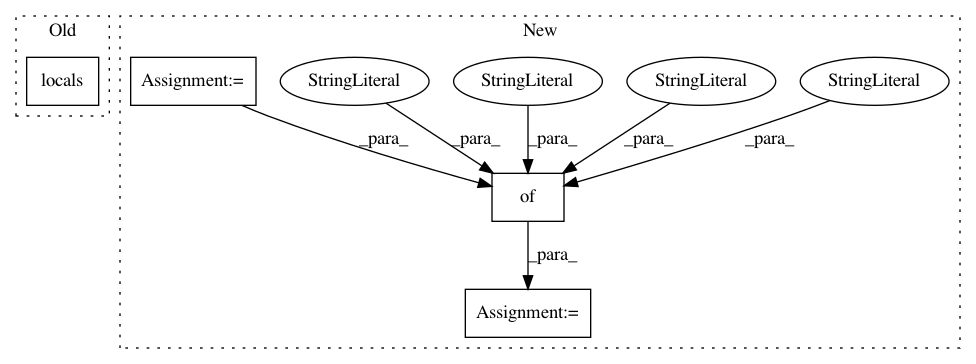 Old
New
locals
Assignment:=
StringLiteral
StringLiteral
StringLiteral
StringLiteral
_para_
_para_
_para_
_para_
_para_
of
_para_
Assignment:=